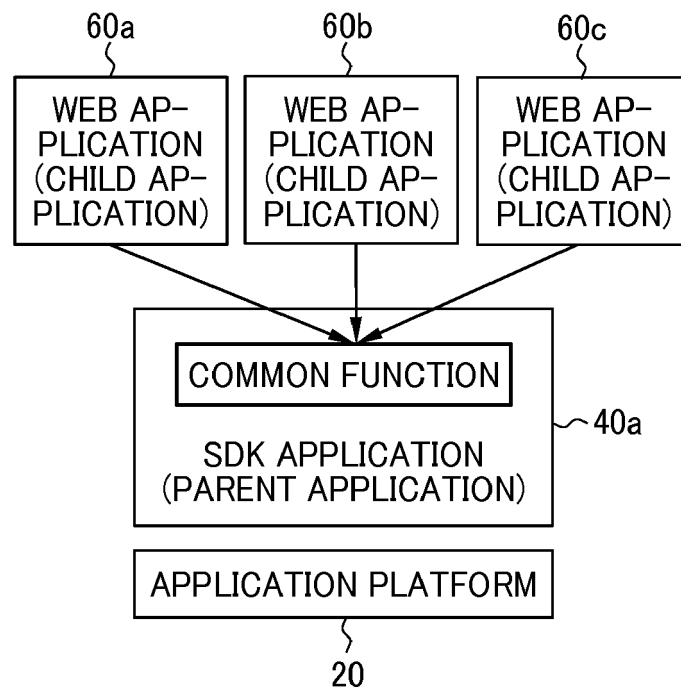 60a
60b
60c
WEB AP-
PLICATION
(CHILD AP-
PLICATION)
WEB AP-
PLICATION
(CHILD AP-
PLICATION)
WEB AP-
PLICATION
(CHILD AP-
PLICATION)
COMMON FUNCTION
SDK APPLICATION
(PARENT APPLICATION)
40a
APPLICATION PLATFORM
20